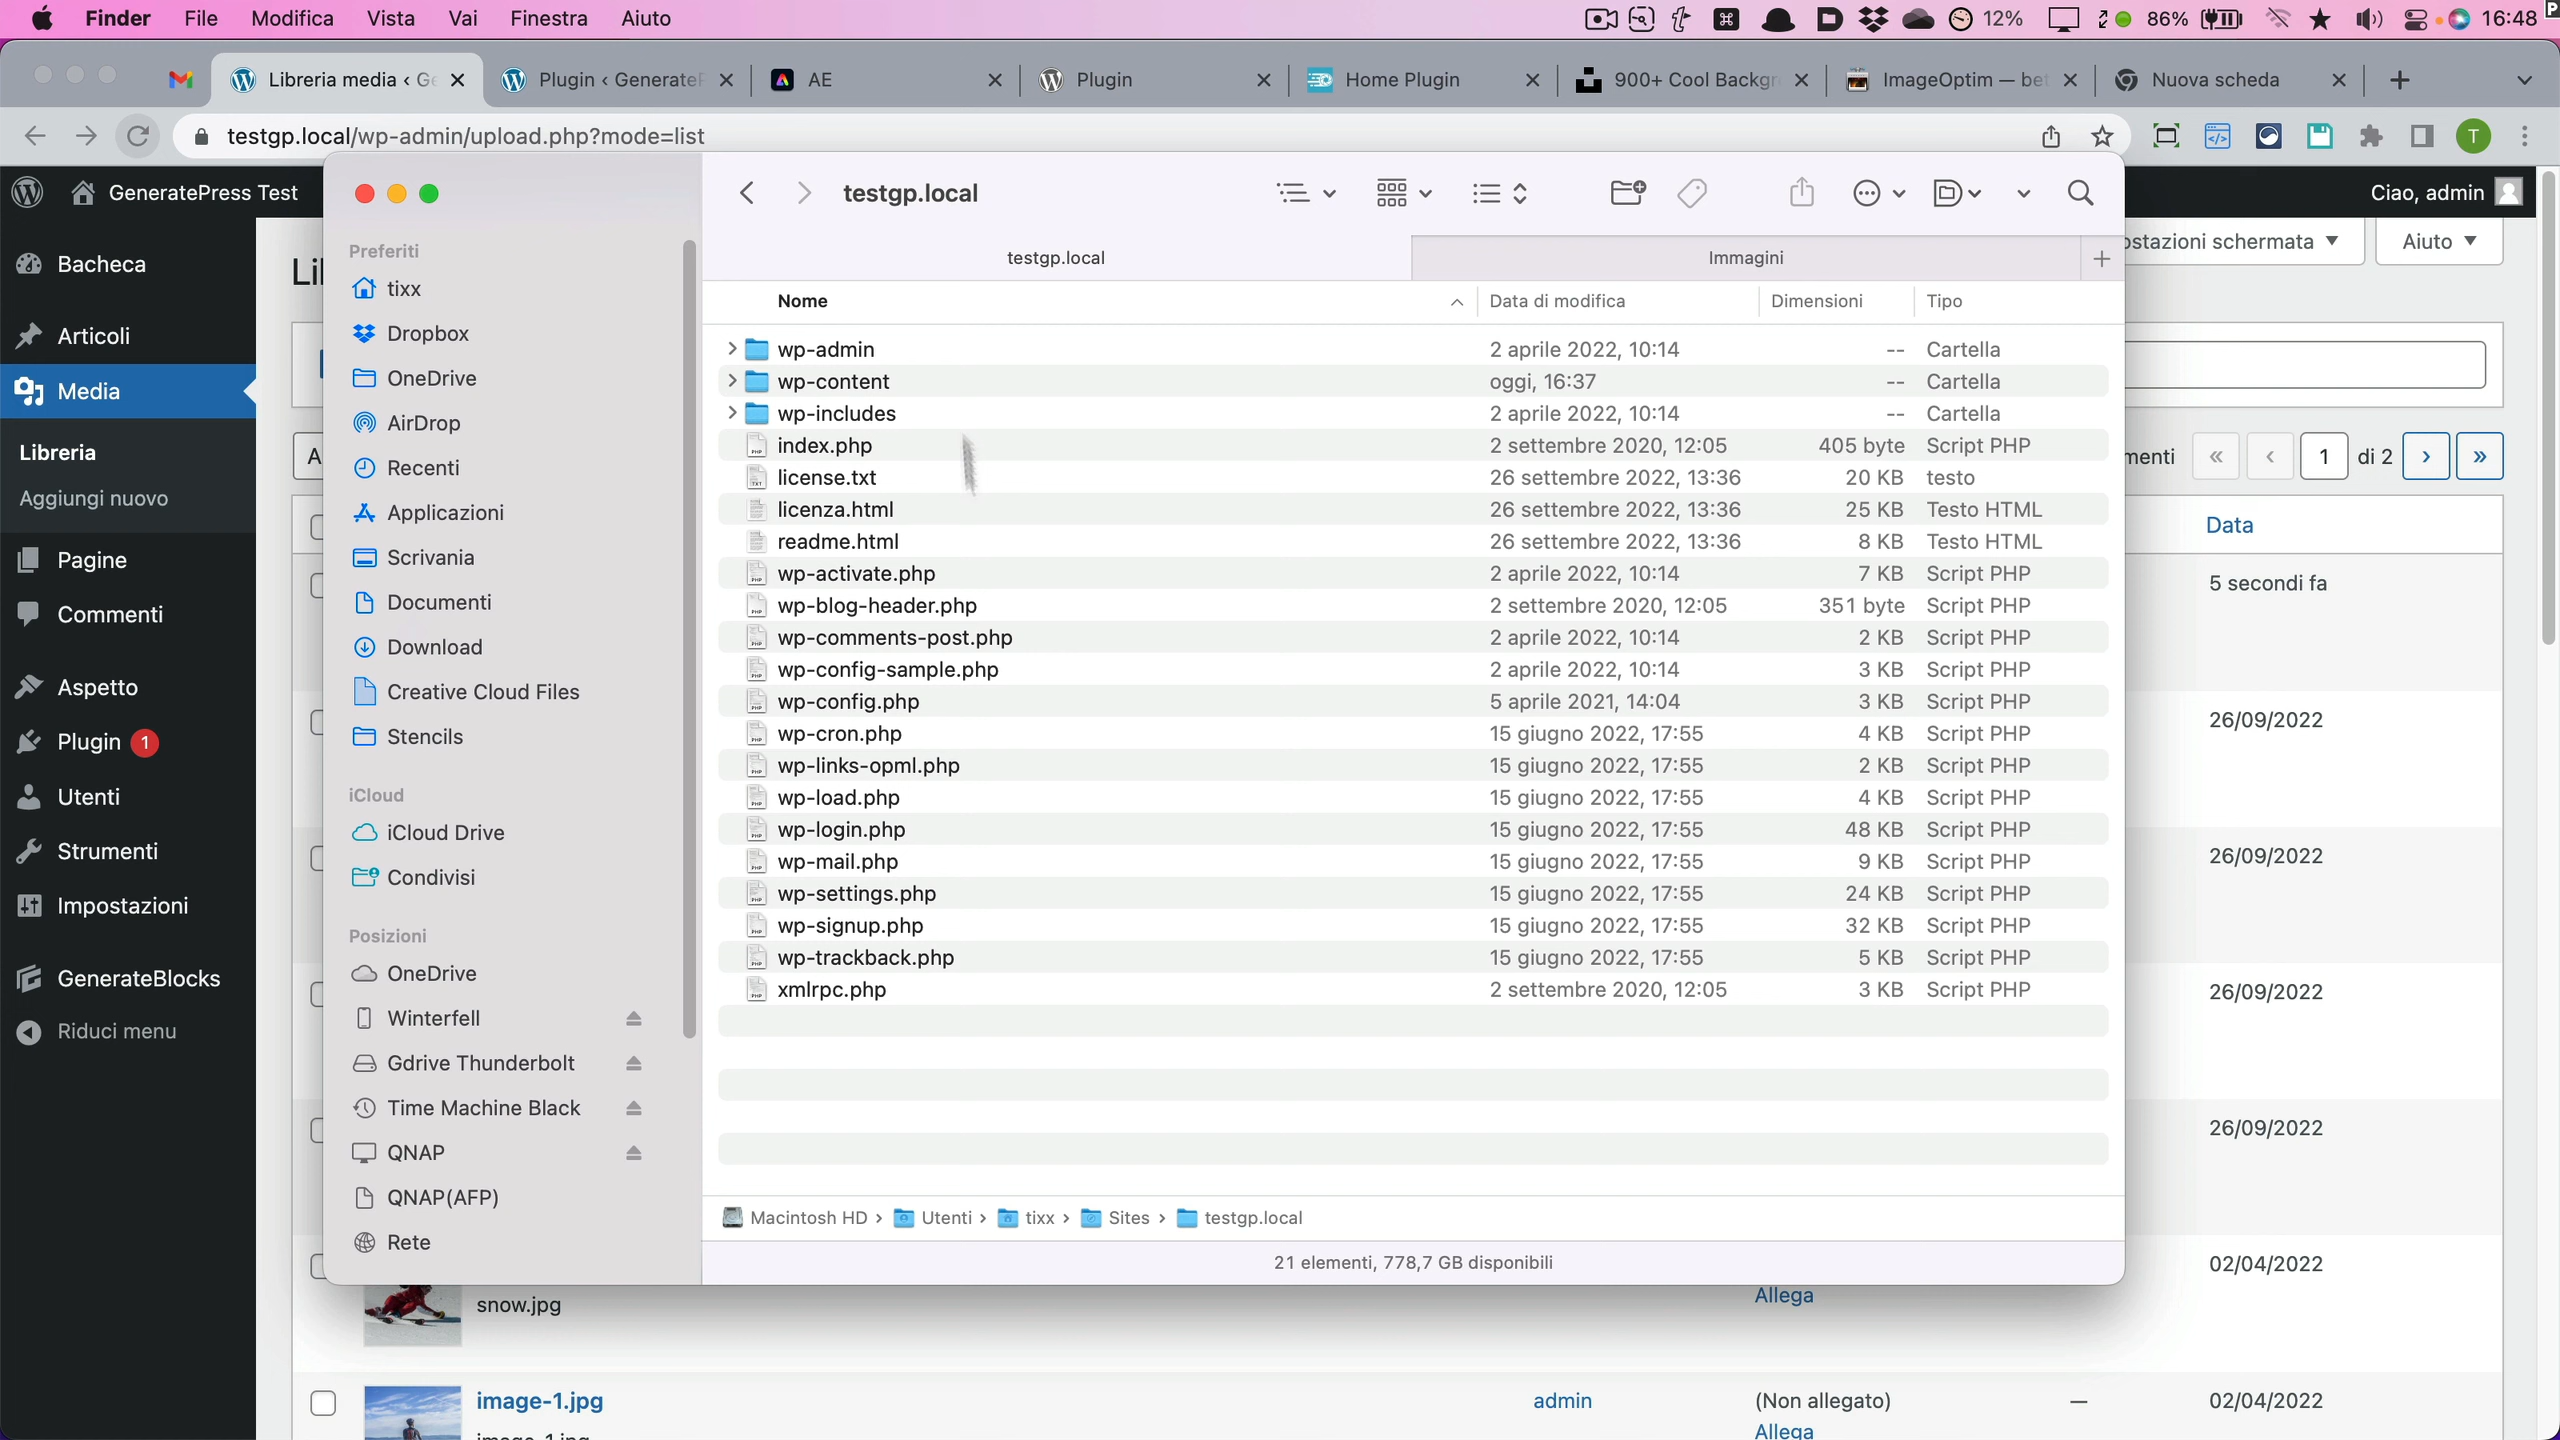 Finder File Modifica Vista Vai Finestra Aiuto 12% 86% 16:48
Libreria media ‹ Ge Plugin ‹ GenerateP AE Plugin Home Plugin 900+ Cool Backgr ImageOptim — bet Nuova scheda
testgp.local/wp-admin/upload.php?mode=list T
GeneratePress Test Ciao, admin
Bacheca
Articoli
Media
Libreria
Aggiungi nuovo
Pagine
Commenti
Aspetto
Plugin 1
Utenti
Strumenti
Impostazioni
GenerateBlocks
Riduci menu
Preferiti
tixx
Dropbox
OneDrive
AirDrop
Recenti
Applicazioni
Scrivania
Documenti
Download
Creative Cloud Files
Stencils
iCloud
iCloud Drive
Condivisi
Posizioni
OneDrive
Winterfell
Gdrive Thunderbolt
Time Machine Black
QNAP
QNAP(AFP)
Rete
testgp.local
testgp.local Immagini
Nome Data di modifica Dimensioni Tipo
wp-admin 2 aprile 2022, 10:14 -- Cartella
wp-content oggi, 16:37 -- Cartella
wp-includes 2 aprile 2022, 10:14 -- Cartella
index.php 2 settembre 2020, 12:05 405 byte Script PHP
license.txt 26 settembre 2022, 13:36 20 KB testo
licenza.html 26 settembre 2022, 13:36 25 KB Testo HTML
readme.html 26 settembre 2022, 13:36 8 KB Testo HTML
wp-activate.php 2 aprile 2022, 10:14 7 KB Script PHP
wp-blog-header.php 2 settembre 2020, 12:05 351 byte Script PHP
wp-comments-post.php 2 aprile 2022, 10:14 2 KB Script PHP
wp-config-sample.php 2 aprile 2022, 10:14 3 KB Script PHP
wp-config.php 5 aprile 2021, 14:04 3 KB Script PHP
wp-cron.php 15 giugno 2022, 17:55 4 KB Script PHP
wp-links-opml.php 15 giugno 2022, 17:55 2 KB Script PHP
wp-load.php 15 giugno 2022, 17:55 4 KB Script PHP
wp-login.php 15 giugno 2022, 17:55 48 KB Script PHP
wp-mail.php 15 giugno 2022, 17:55 9 KB Script PHP
wp-settings.php 15 giugno 2022, 17:55 24 KB Script PHP
wp-signup.php 15 giugno 2022, 17:55 32 KB Script PHP
wp-trackback.php 15 giugno 2022, 17:55 5 KB Script PHP
xmlrpc.php 2 settembre 2020, 12:05 3 KB Script PHP
Macintosh HD › Utenti › tixx › Sites › testgp.local
21 elementi, 778,7 GB disponibili
ostazioni schermata Aiuto
menti « ‹ 1 di 2 › »
Data
5 secondi fa
26/09/2022
26/09/2022
26/09/2022
26/09/2022
02/04/2022
snow.jpg Allega
image-1.jpg admin (Non allegato) — 02/04/2022
Allega